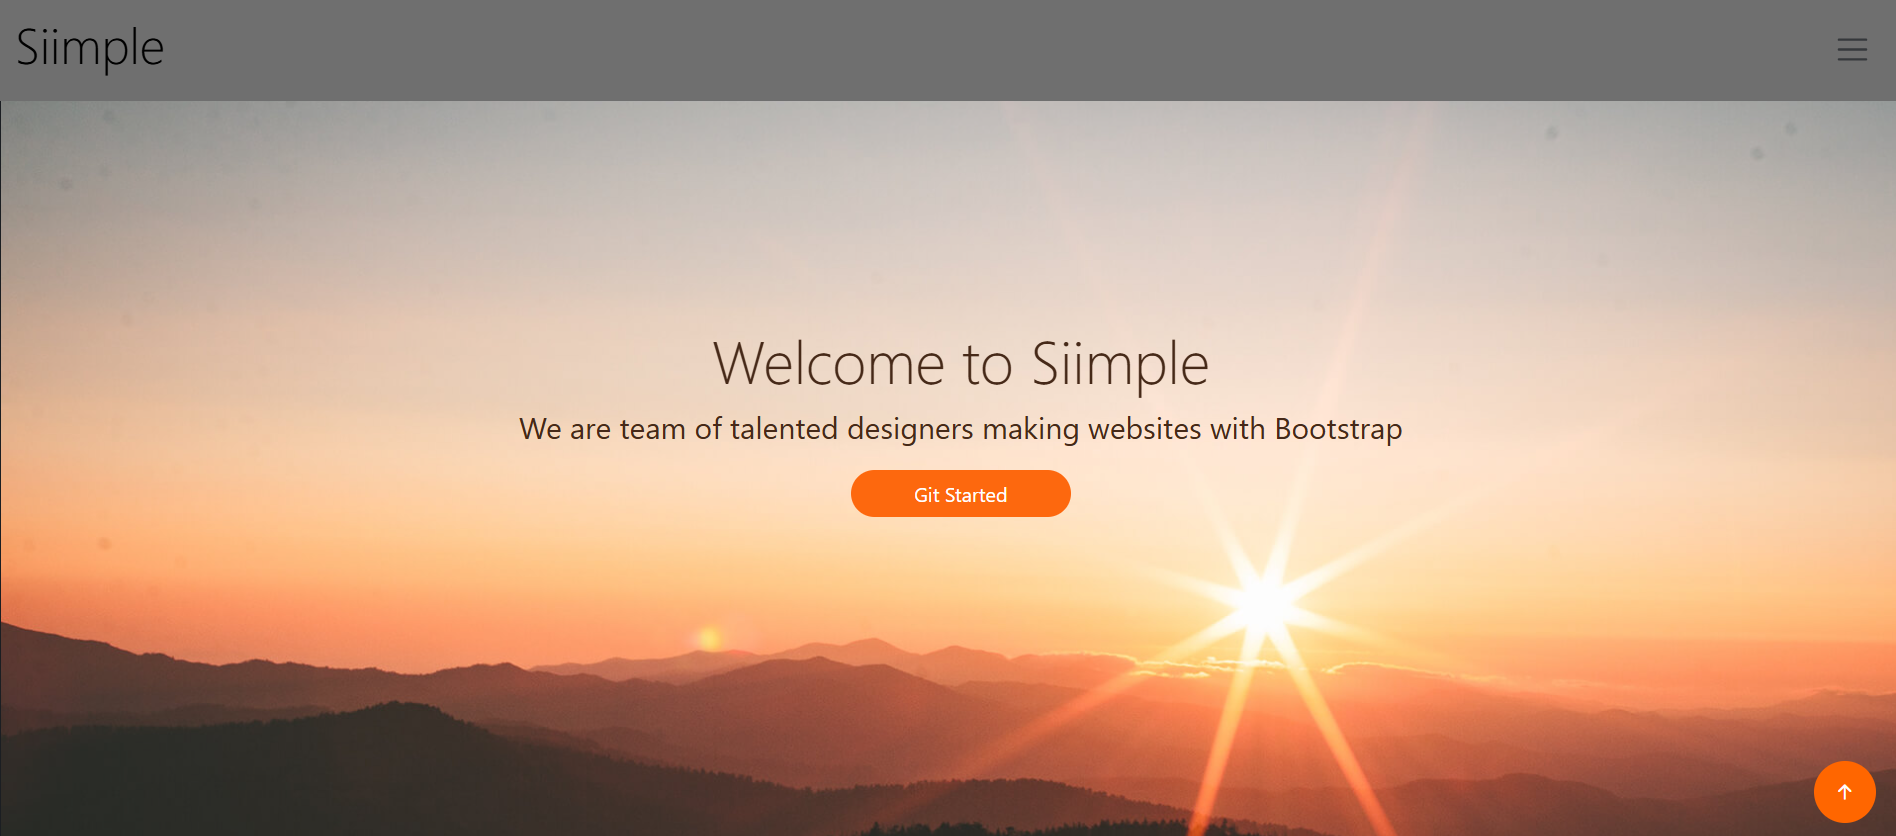 Siimple
Welcome to Siimple
We are team of talented designers making websites with Bootstrap
Git Started